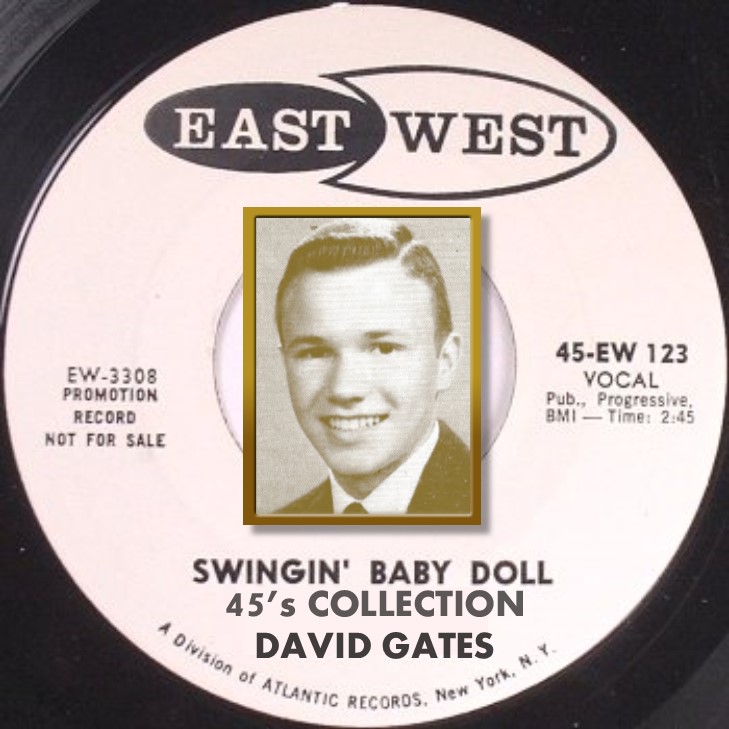 EAST WEST
EW-3308
PROMOTION
RECORD
NOT FOR SALE
45-EW 123
VOCAL
Pub., Progressive,
BMI — Time: 2:45
SWINGIN' BABY DOLL
45's COLLECTION
DAVID GATES
A Division of ATLANTIC RECORDS, New York, N. Y.